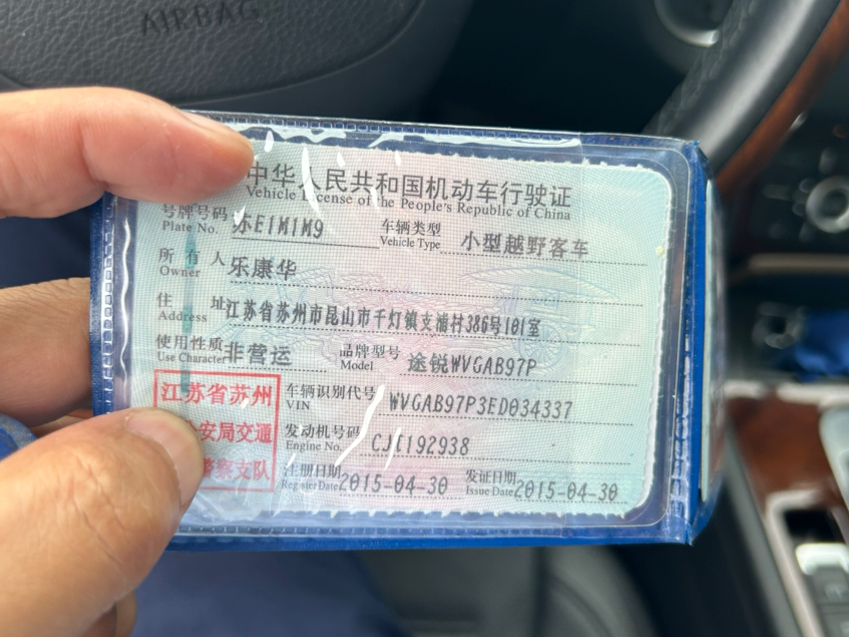 AIRBAG
中华人民共和国机动车行驶证
Vehicle License of the People's Republic of China
号牌号码 苏E1M1M9 车辆类型 小型越野客车
Plate No. Vehicle Type
所有人 乐康华
Owner
住址 江苏省苏州市昆山市千灯镇支浦村386号101室
Address
使用性质 非营运 品牌型号 途锐WVGAB97P
Use Character Model
江苏省苏州 车辆识别代号 WVGAB97P3ED034337
VIN
安局交通 发动机号码
Engine No. 192938
警察支队 注册日期 2015-04-30 发证日期 2015-04-30
Register Date Issue Date